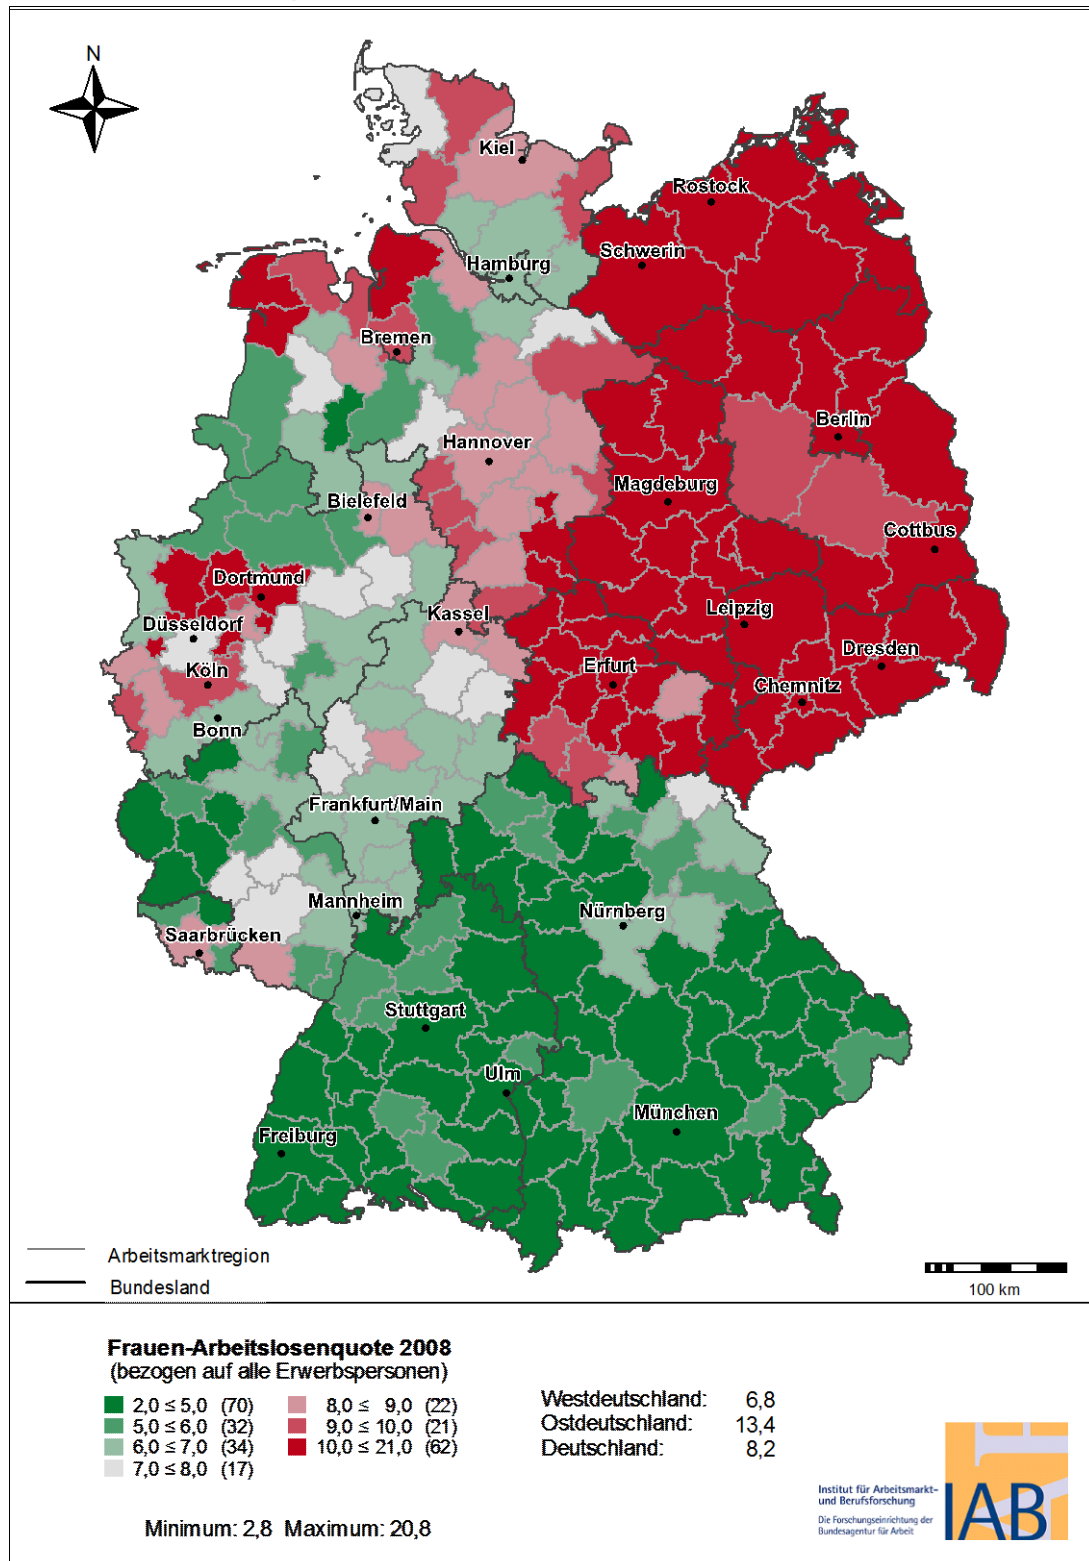 N
Kiel
Rostock
Schwerin
Hamburg
Bremen
Berlin
Hannover
Magdeburg
Bielefeld
Cottbus
Dortmund
Leipzig
Kassel
Düsseldorf
Dresden
Erfurt
Köln
Chemnitz
Bonn
Frankfurt/Main
Mannheim
Nürnberg
Saarbrücken
Stuttgart
Ulm
München
Freiburg
Arbeitsmarktregion
Bundesland
100 km
Frauen-Arbeitslosenquote 2008
(bezogen auf alle Erwerbspersonen)
2,0 ≤ 5,0 (70)
5,0 ≤ 6,0 (32)
6,0 ≤ 7,0 (34)
7,0 ≤ 8,0 (17)
8,0 ≤ 9,0 (22)
9,0 ≤ 10,0 (21)
10,0 ≤ 21,0 (62)
Minimum: 2,8 Maximum: 20,8
Westdeutschland: 6,8
Ostdeutschland: 13,4
Deutschland: 8,2
Institut für Arbeitsmarkt-
und Berufsforschung
Die Forschungseinrichtung der
Bundesagentur für Arbeit
IAB